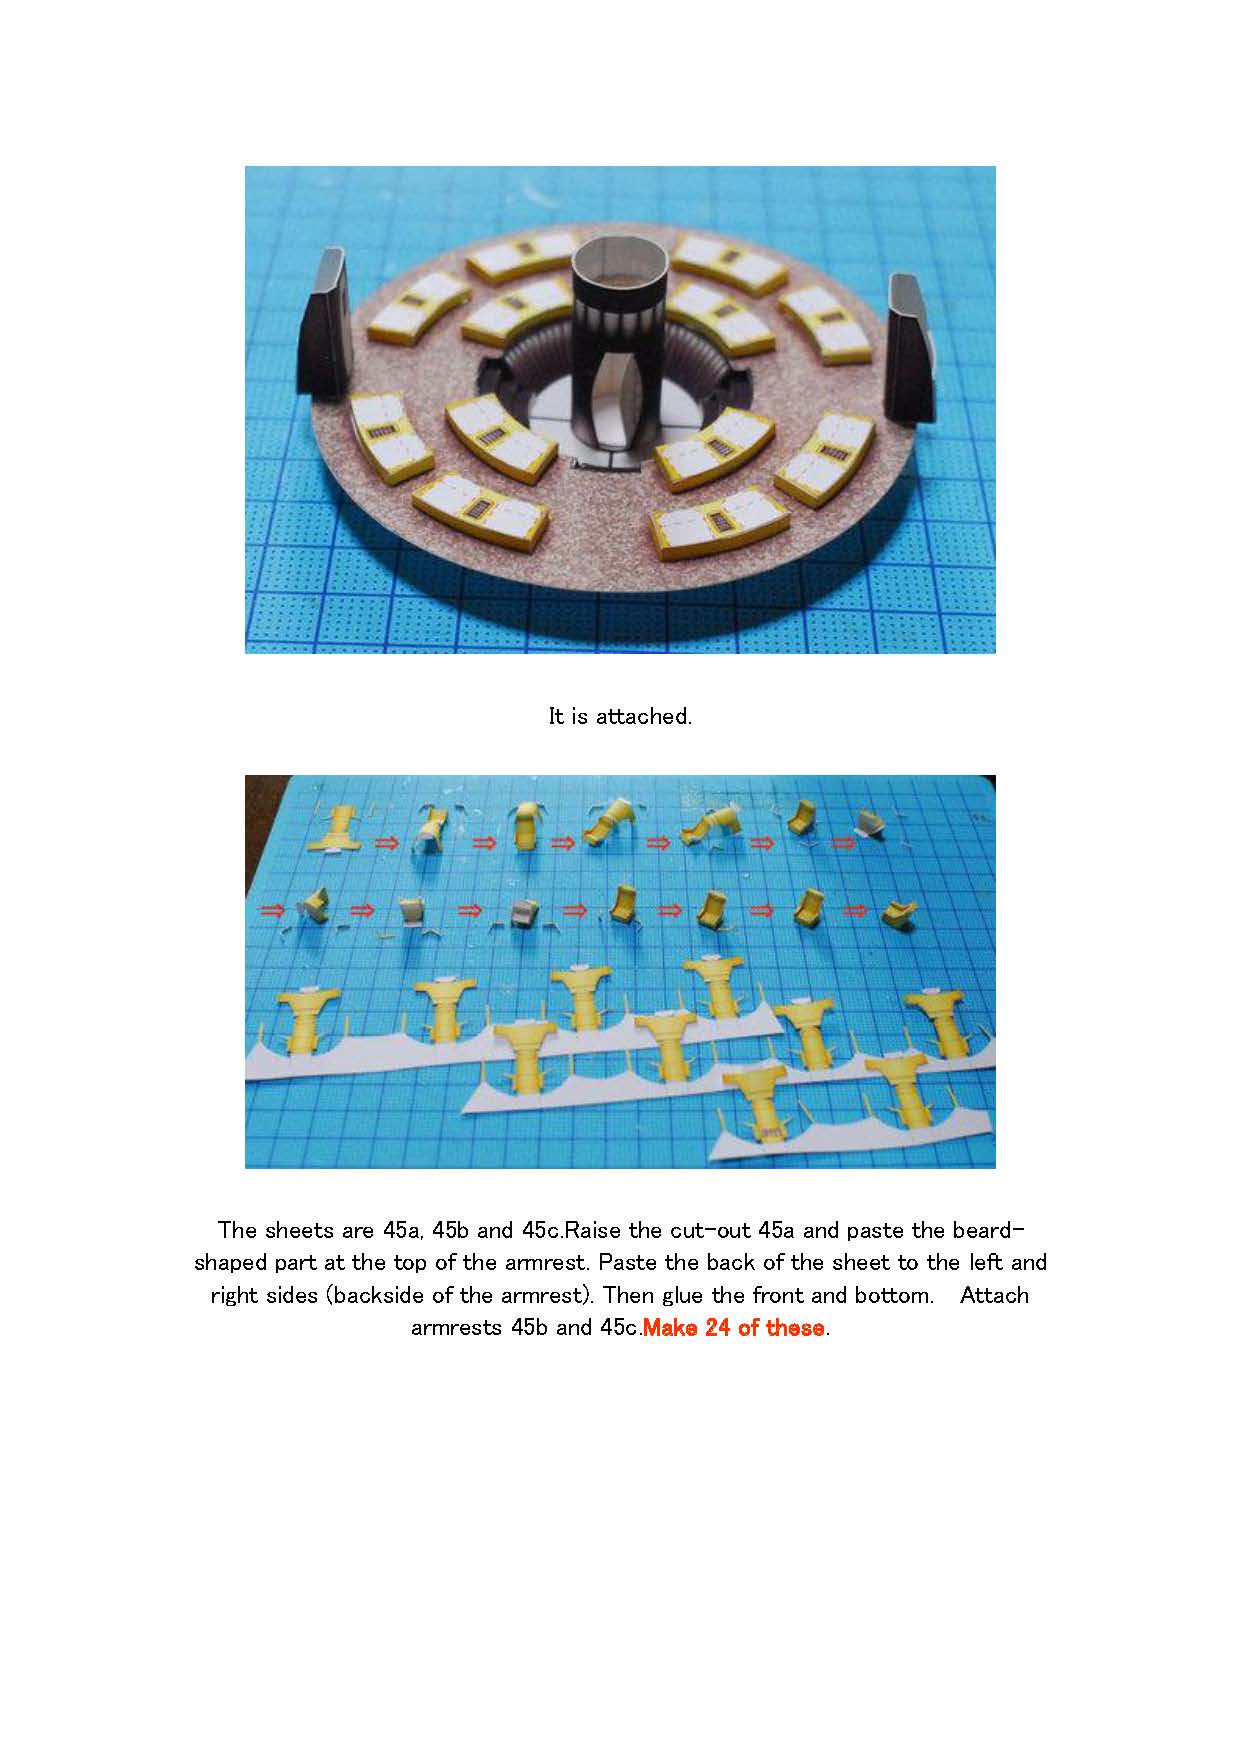 It is attached.
The sheets are 45a, 45b and 45c.Raise the cut-out 45a and paste the beard-
shaped part at the top of the armrest. Paste the back of the sheet to the left and
right sides (backside of the armrest). Then glue the front and bottom.　Attach
armrests 45b and 45c.Make 24 of these.